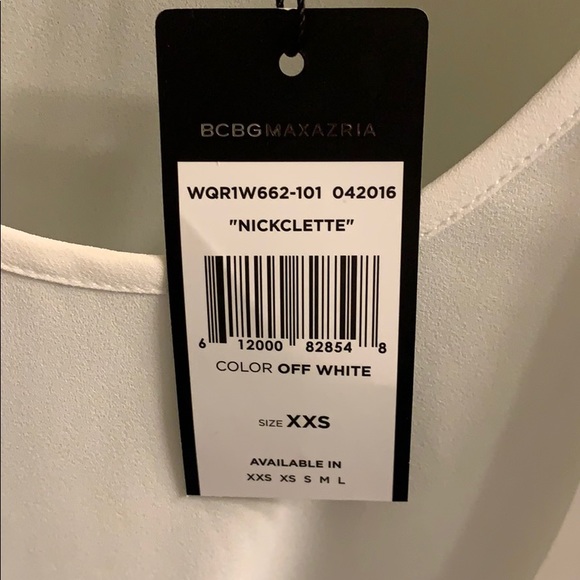 BCBGMAXAZRIA
WQR1W662-101 042016
"NICKCLETTE"
6 12000 82854 8
COLOR OFF WHITE
SIZE XXS
AVAILABLE IN
XXS XS S M L